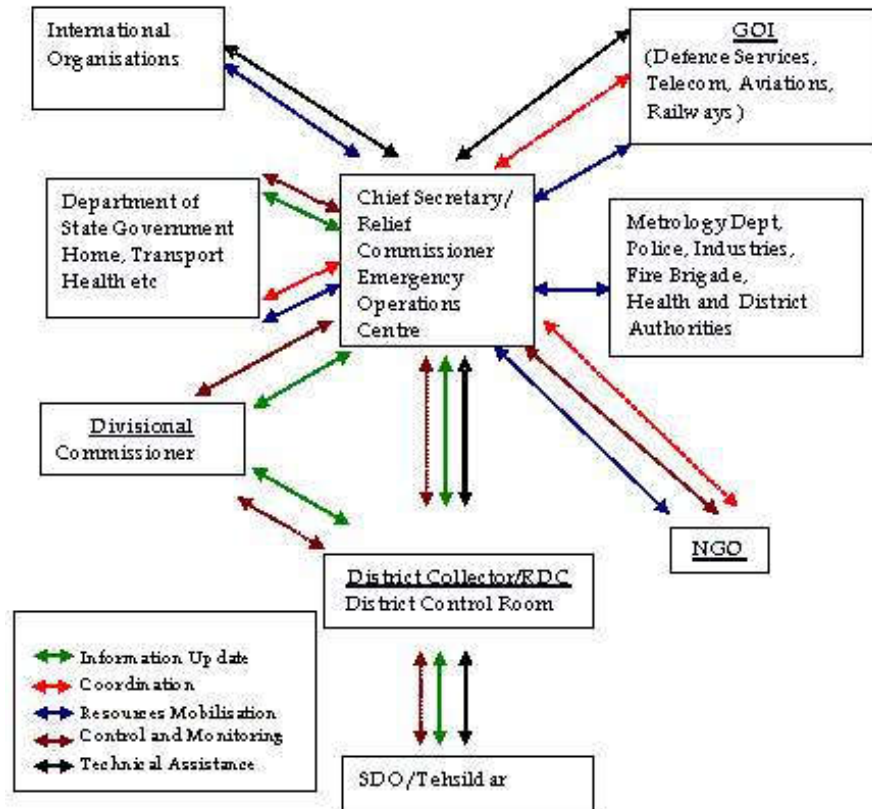 International
Organisations
GOI
(Defence Services,
Telecom, Aviations,
Railways )
Department of
State Government
Home, Transport
Health etc
Chief Secretary/
Relief
Commissioner
Emergency
Operations
Centre
Metrology Dept,
Police, Industries,
Fire Brigade,
Health and District
Authorities
Divisional
Commissioner
NGO
District Collector/RDC
District Control Room
Information Update
Coordination
Resources Mobilisation
Control and Monitoring
Technical Assistance
SDO/Tehsildar